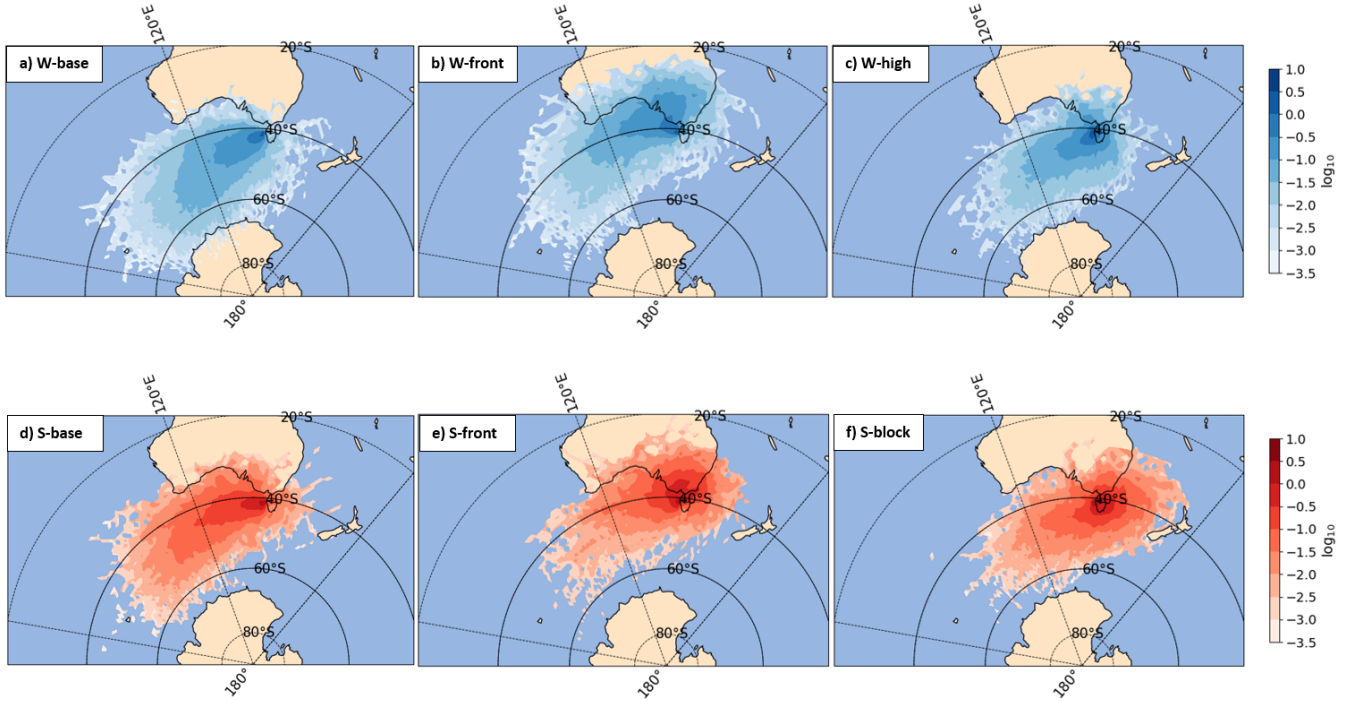 120°E 120°E 120°E
a) W-base b) W-front c) W-high
20°S 20°S 20°S
40°S 40°S 40°S
60°S 60°S 60°S
80°S 80°S 80°S
180° 180° 180°
1.0
0.5
0.0
−0.5
−1.0
−1.5
−2.0
−2.5
−3.0
−3.5
log₁₀
120°E 120°E 120°E
d) S-base e) S-front f) S-block
20°S 20°S 20°S
40°S 40°S 40°S
60°S 60°S 60°S
80°S 80°S 80°S
180° 180° 180°
1.0
0.5
0.0
−0.5
−1.0
−1.5
−2.0
−2.5
−3.0
−3.5
log₁₀